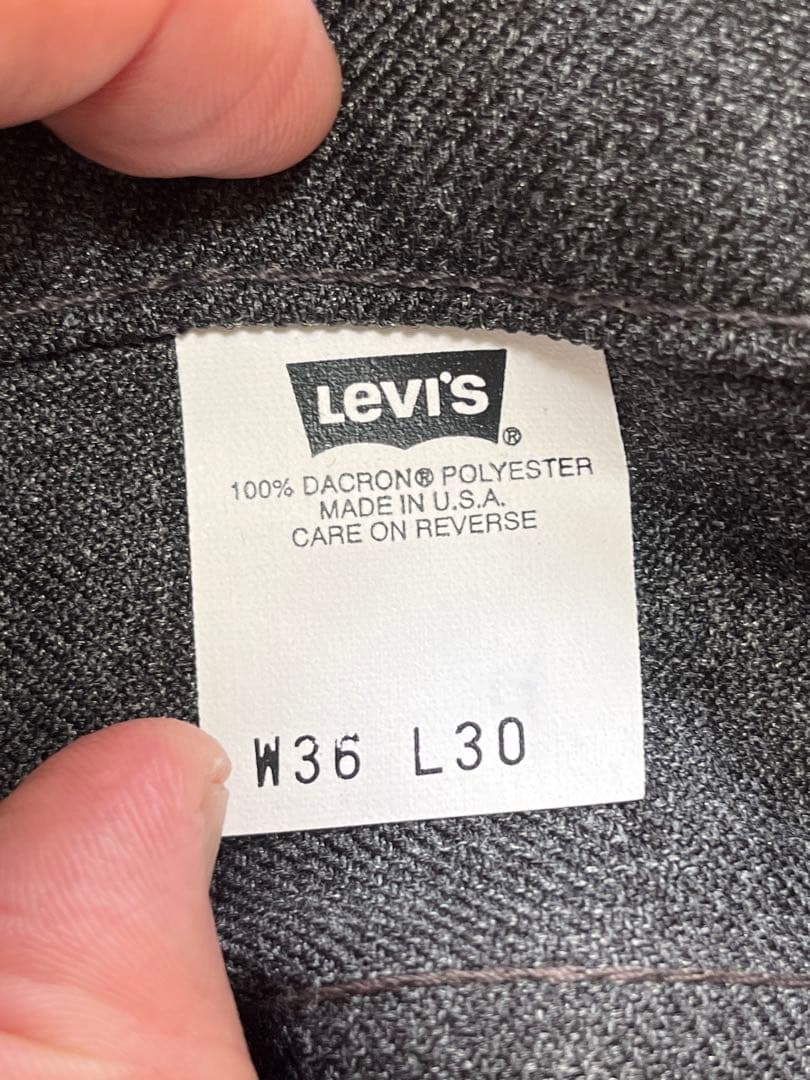 Levi's
®
100% DACRON® POLYESTER
MADE IN U.S.A.
CARE ON REVERSE
W36 L30